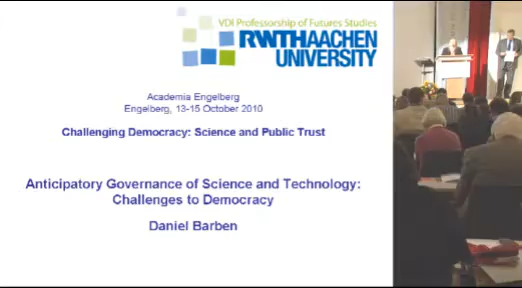 VDI Professorship of Futures Studies
RWTHAACHEN
UNIVERSITY
Academia Engelberg
Engelberg, 13-15 October 2010
Challenging Democracy: Science and Public Trust
Anticipatory Governance of Science and Technology:
Challenges to Democracy
Daniel Barben